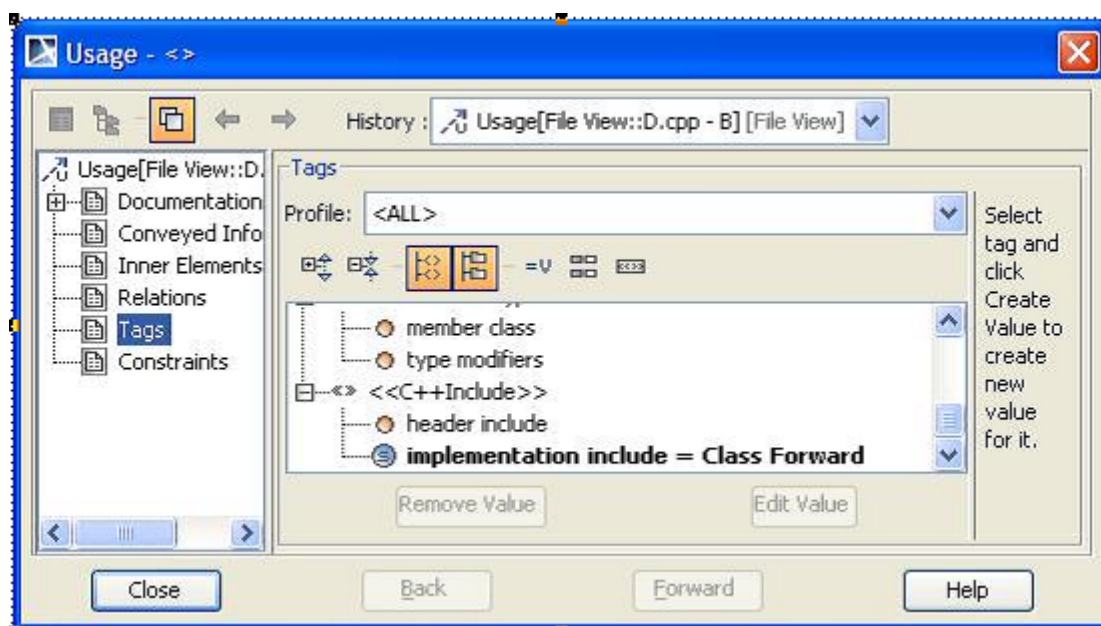 Usage - <>
History : Usage[File View::D.cpp - B] [File View]
Usage[File View::D.
Documentation
Conveyed Info
Inner Elements
Relations
Tags
Constraints
Tags
Profile: <ALL>
=V
member class
type modifiers
<<C++Include>>
header include
implementation include = Class Forward
Remove Value
Edit Value
Select
tag and
click
Create
Value to
create
new
value
for it.
Close
Back
Forward
Help